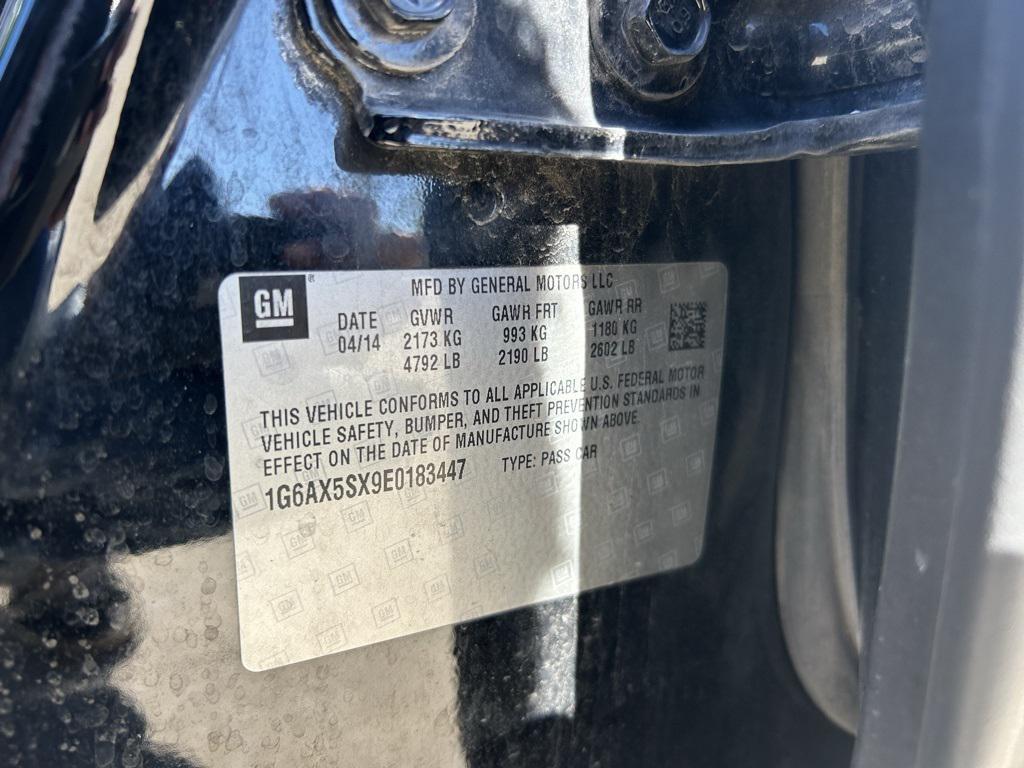 GM
MFD BY GENERAL MOTORS LLC
DATE GVWR GAWR FRT GAWR RR
04/14 2173 KG 993 KG 1180 KG
4792 LB 2190 LB 2602 LB
THIS VEHICLE CONFORMS TO ALL APPLICABLE U.S. FEDERAL MOTOR
VEHICLE SAFETY, BUMPER, AND THEFT PREVENTION STANDARDS IN
EFFECT ON THE DATE OF MANUFACTURE SHOWN ABOVE.
1G6AX5SX9E0183447 TYPE: PASS CAR